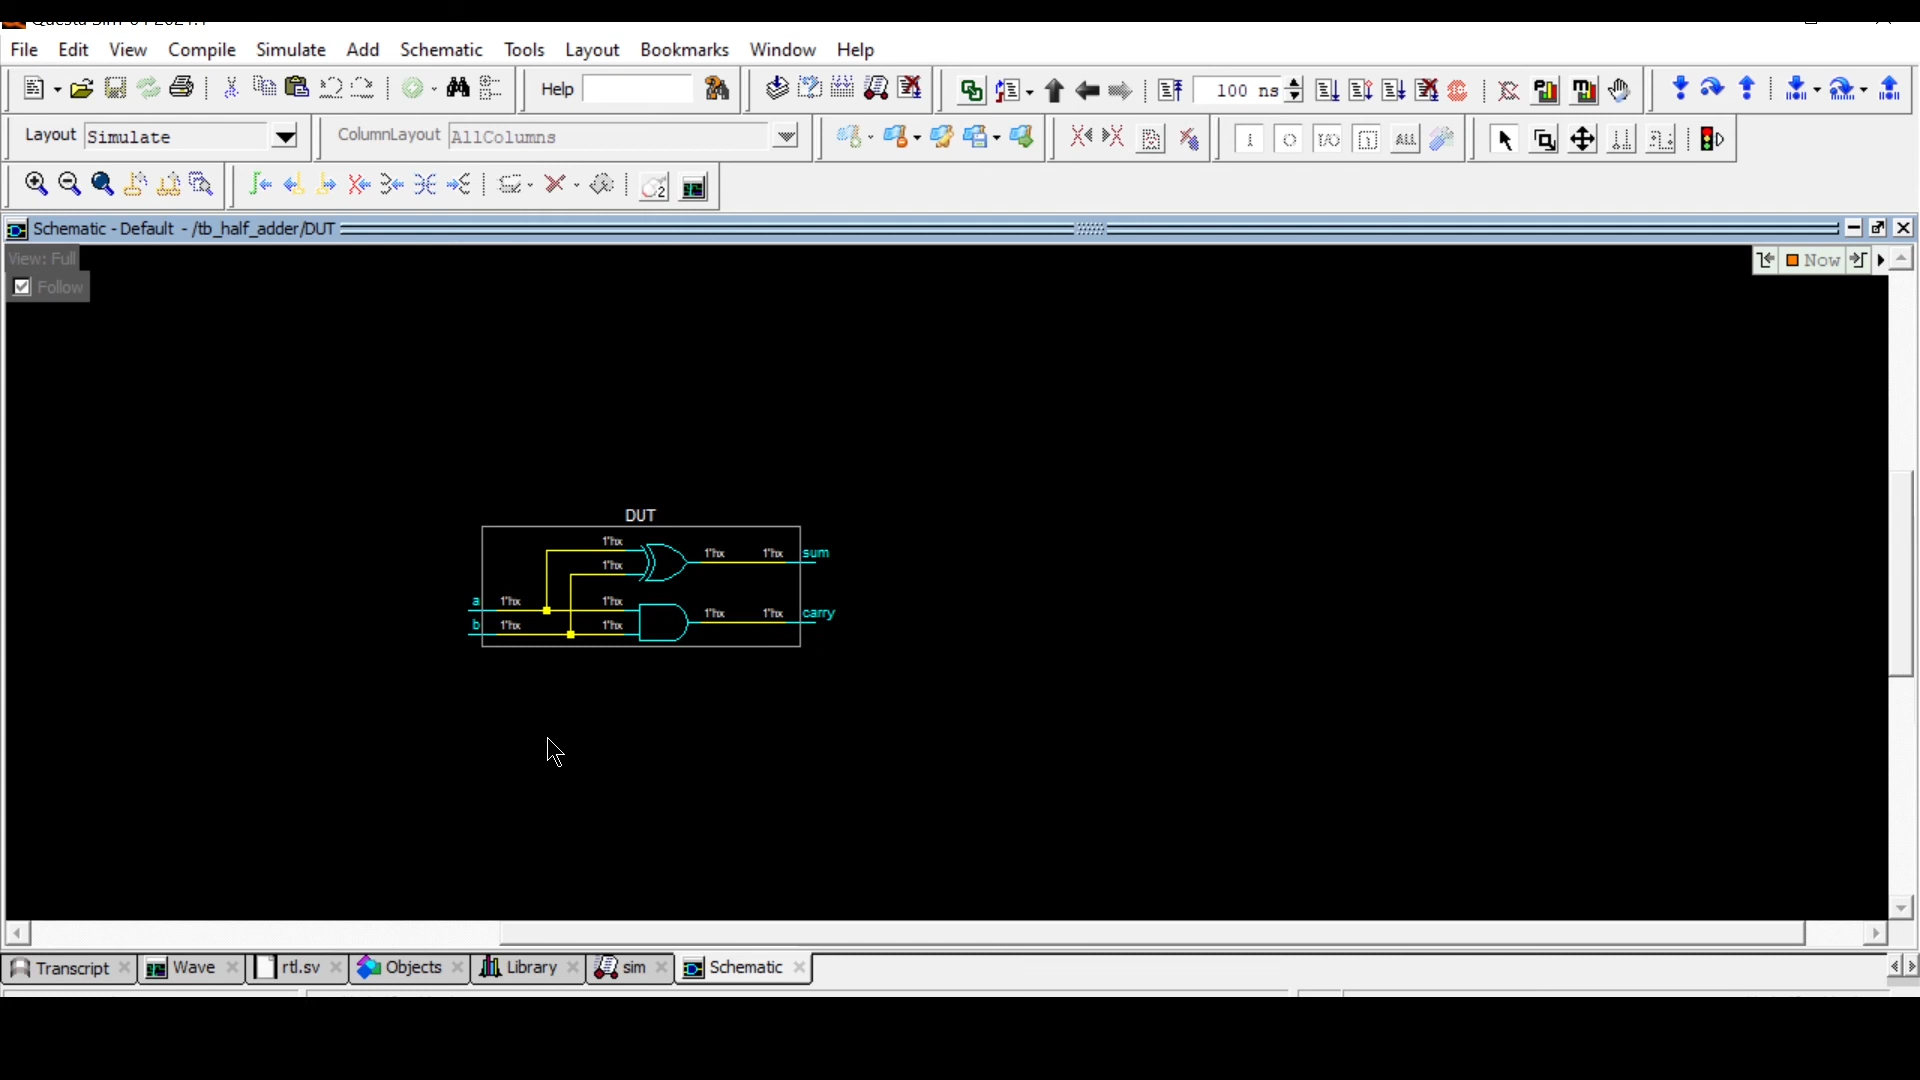 File Edit View Compile Simulate Add Schematic Tools Layout Bookmarks Window Help
Help 100 ns
Layout Simulate ColumnLayout AllColumns ALL
2
Schematic - Default - /tb_half_adder/DUT
View: Full
Now
Follow
DUT
1'hx
1'hx 1'hx sum
1'hx
a 1'hx 1'hx
1'hx 1'hx carry
b 1'hx 1'hx
Transcript Wave rtl.sv Objects Library sim Schematic